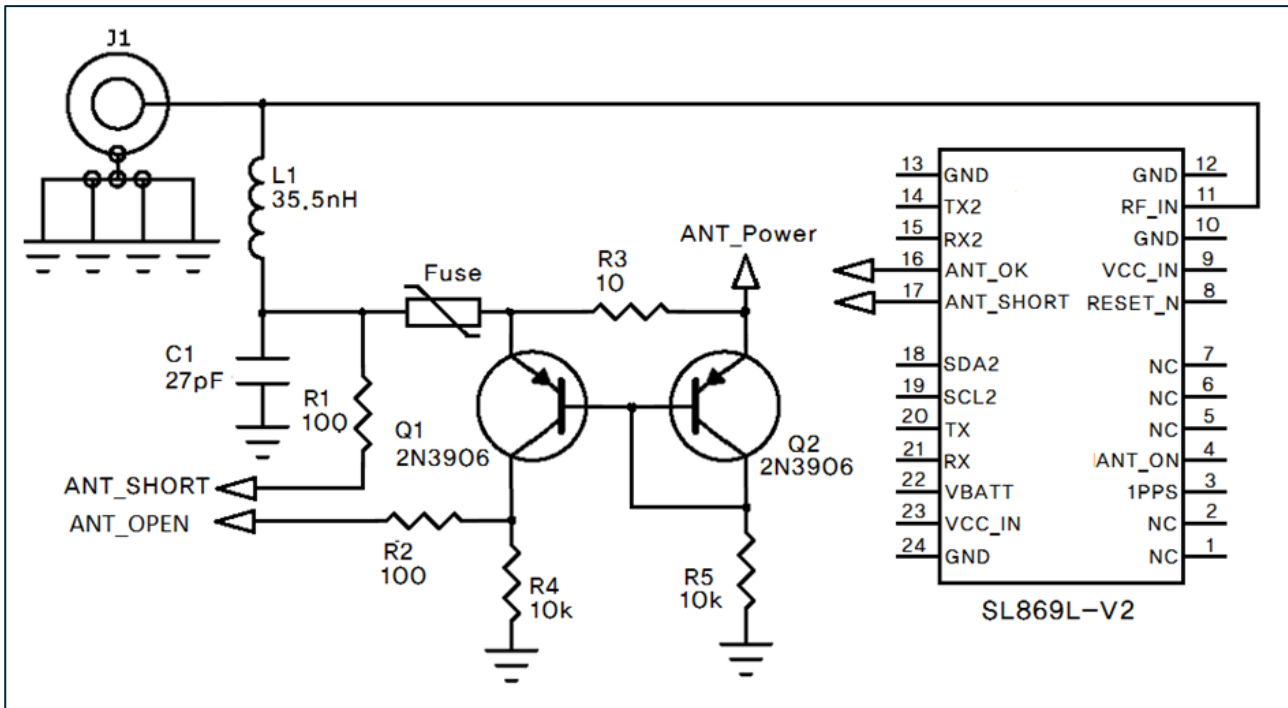 J1
L1
35,5nH
ANT_Power
Fuse
R3
10
C1
27pF
R1
100
Q1
2N3906
Q2
2N3906
ANT_SHORT
ANT_OPEN
R2
100
R4
10k
R5
10k
13 GND GND 12
14 TX2 RF_IN 11
15 RX2 GND 10
16 ANT_OK VCC_IN 9
17 ANT_SHORT RESET_N 8
18 SDA2 NC 7
19 SCL2 NC 6
20 TX NC 5
21 RX ANT_ON 4
22 VBATT 1PPS 3
23 VCC_IN NC 2
24 GND NC 1
SL869L-V2